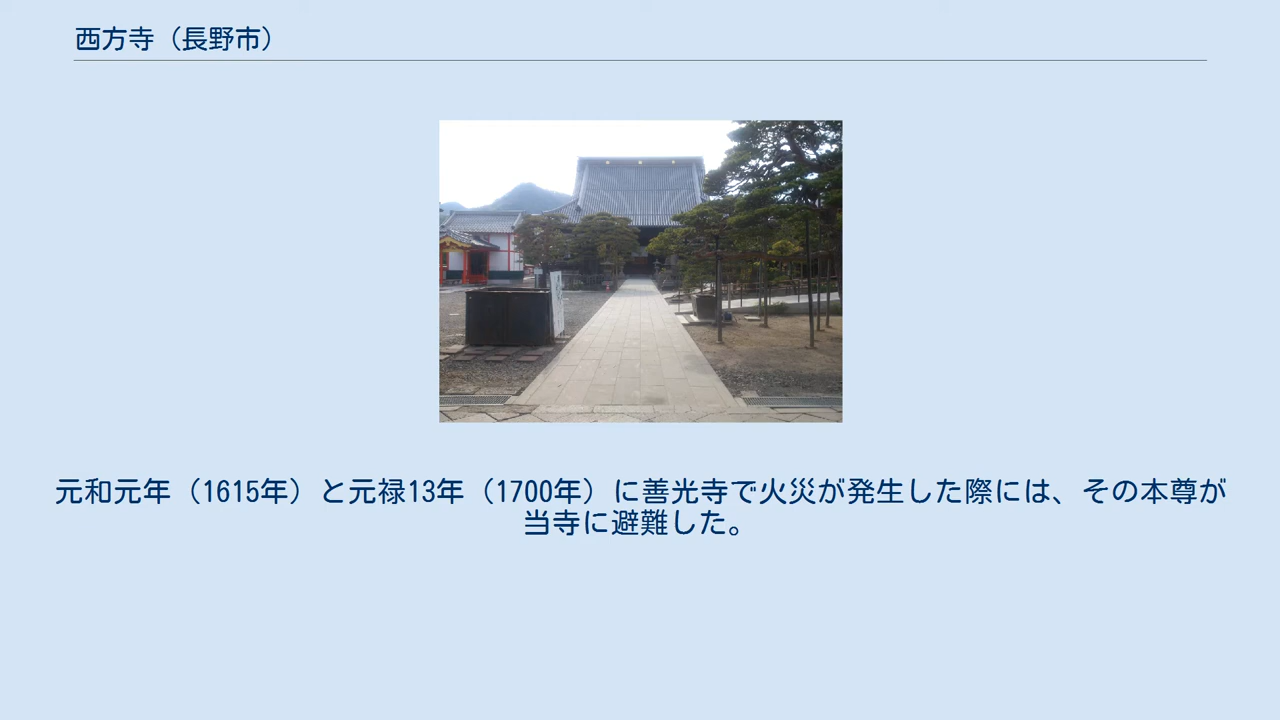 西方寺（長野市）
元和元年（1615年）と元禄13年（1700年）に善光寺で火災が発生した際には、その本尊が
当寺に避難した。